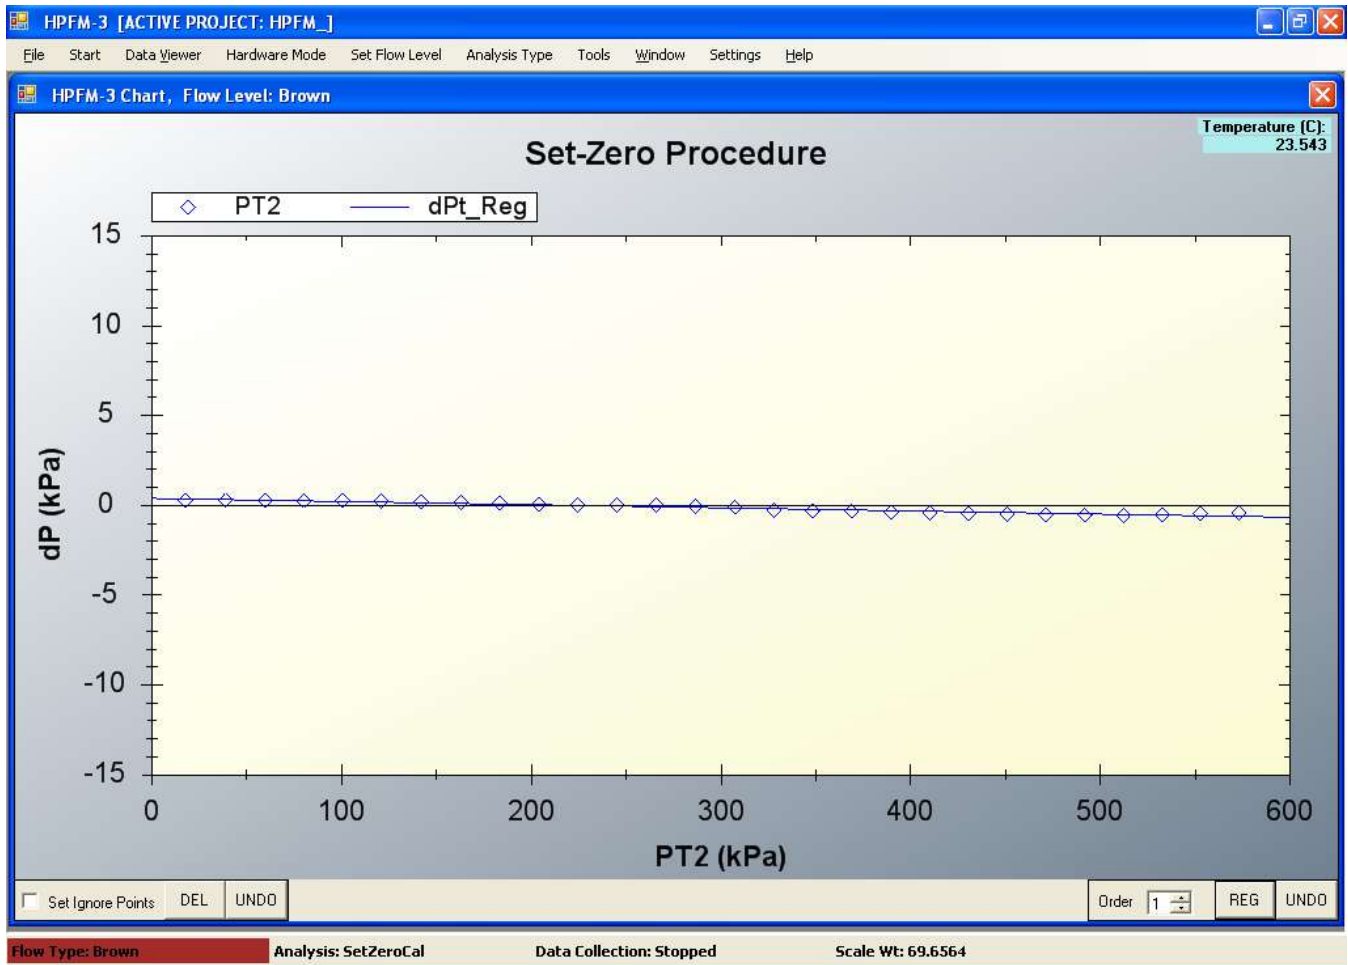 HPFM-3 [ACTIVE PROJECT: HPFM_]
File Start Data Viewer Hardware Mode Set Flow Level Analysis Type Tools Window Settings Help
HPFM-3 Chart, Flow Level: Brown
Temperature (C):
23.543
Set-Zero Procedure
PT2 dPt_Reg
15
10
5
0
-5
-10
-15
dP (kPa)
0 100 200 300 400 500 600
PT2 (kPa)
Set Ignore Points DEL UNDO Order 1 REG UNDO
Flow Type: Brown Analysis: SetZeroCal Data Collection: Stopped Scale Wt: 69.6564